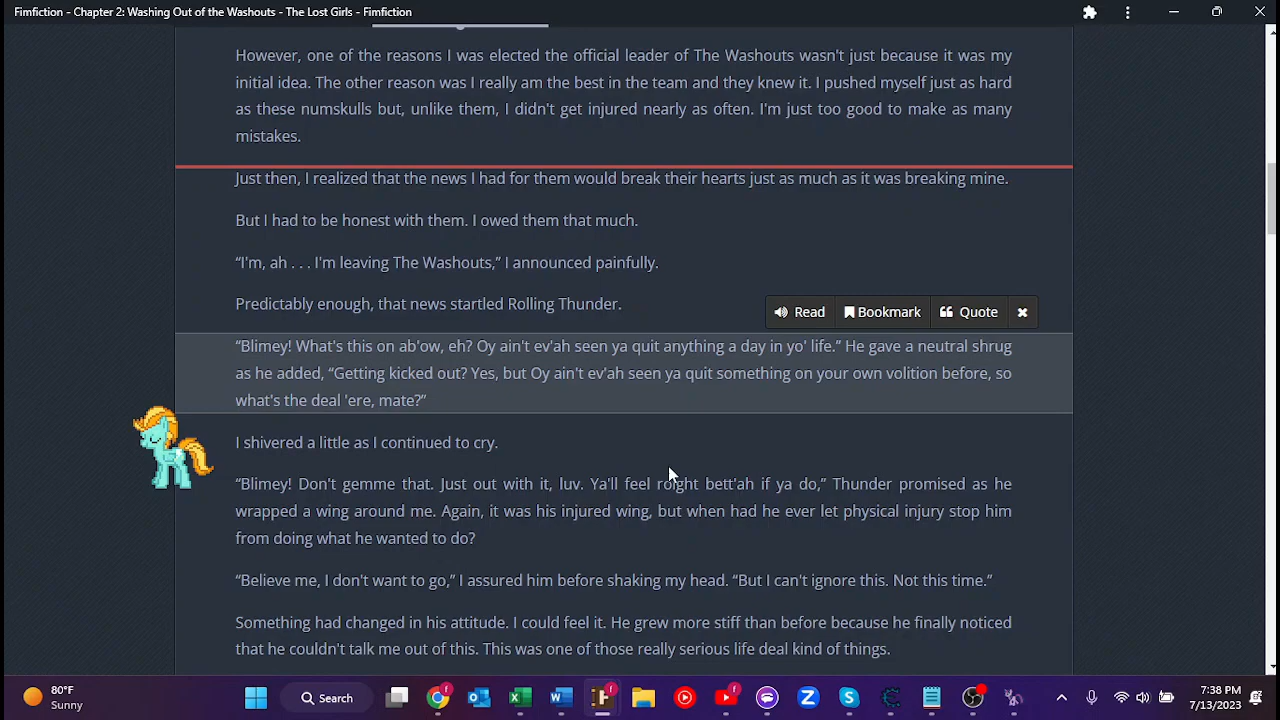 Fimfiction - Chapter 2: Washing Out of the Washouts - The Lost Girls - Fimfiction
However, one of the reasons I was elected the official leader of The Washouts wasn't just because it was my
initial idea. The other reason was I really am the best in the team and they knew it. I pushed myself just as hard
as these numskulls but, unlike them, I didn't get injured nearly as often. I'm just too good to make as many
mistakes.
Just then, I realized that the news I had for them would break their hearts just as much as it was breaking mine.
But I had to be honest with them. I owed them that much.
“I'm, ah . . . I'm leaving The Washouts,” I announced painfully.
Predictably enough, that news startled Rolling Thunder.
Read Bookmark Quote
“Blimey! What's this on ab'ow, eh? Oy ain't ev'ah seen ya quit anything a day in yo' life.” He gave a neutral shrug
as he added, “Getting kicked out? Yes, but Oy ain't ev'ah seen ya quit something on your own volition before, so
what's the deal 'ere, mate?”
I shivered a little as I continued to cry.
“Blimey! Don't gemme that. Just out with it, luv. Ya'll feel roight bett'ah if ya do,” Thunder promised as he
wrapped a wing around me. Again, it was his injured wing, but when had he ever let physical injury stop him
from doing what he wanted to do?
“Believe me, I don't want to go,” I assured him before shaking my head. “But I can't ignore this. Not this time.”
Something had changed in his attitude. I could feel it. He grew more stiff than before because he finally noticed
that he couldn't talk me out of this. This was one of those really serious life deal kind of things.
80°F
Sunny
Search
7:38 PM
7/13/2023